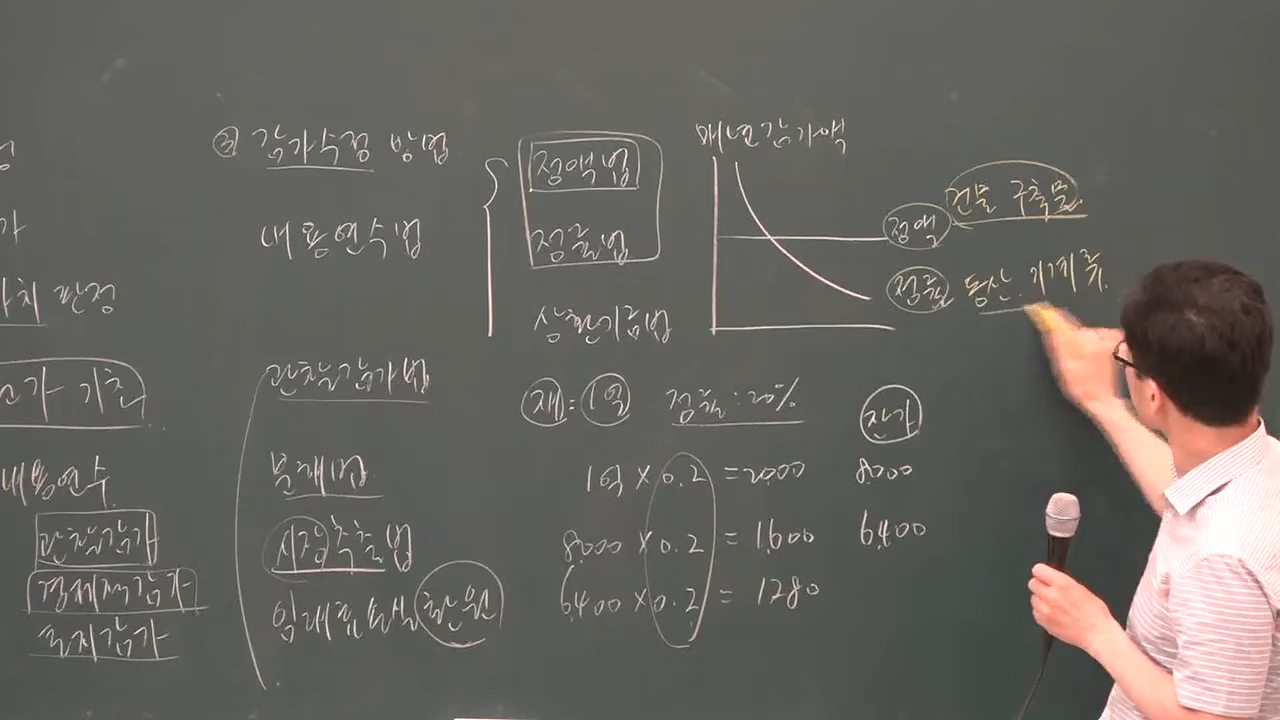 ③ 감가수정 방법
내용연수법
정액법
정률법
상환기금법
매년감가액
정액 건물 구축물.
정률 동산. 기계류.
관찰감가법
분해법
시장추출법
임대료손실환원
재 = 1억 정률 : 20%
잔가
1억 × 0.2 = 2000 8000
8000 × 0.2 = 1600 6400
6400 × 0.2 = 1280
가치 판정
원가 기초
내용연수
관찰감가
경제적감가